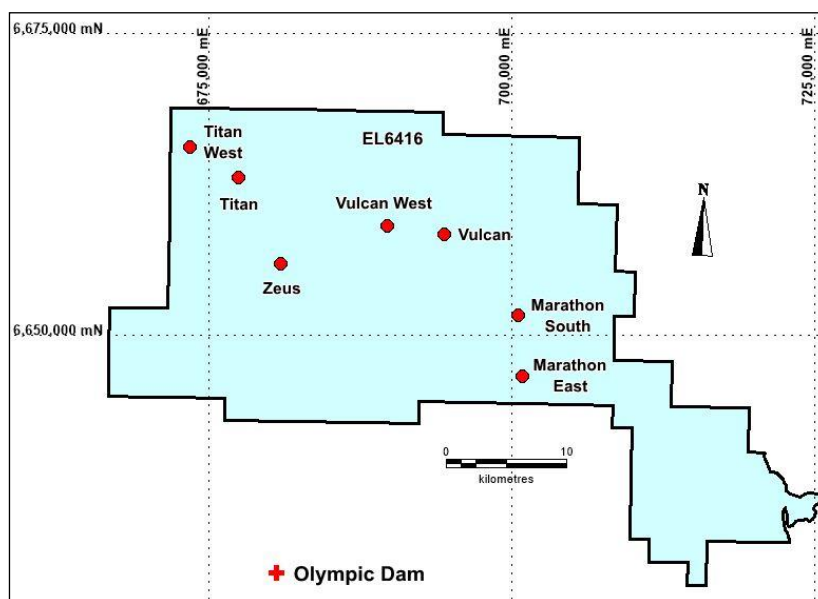 6,675,000 mN
675,000 mE
700,000 mE
725,000 mE
Titan
West
EL6416
Titan
Vulcan West
Vulcan
N
Zeus
Marathon
South
6,650,000 mN
Marathon
East
0 10
kilometres
Olympic Dam